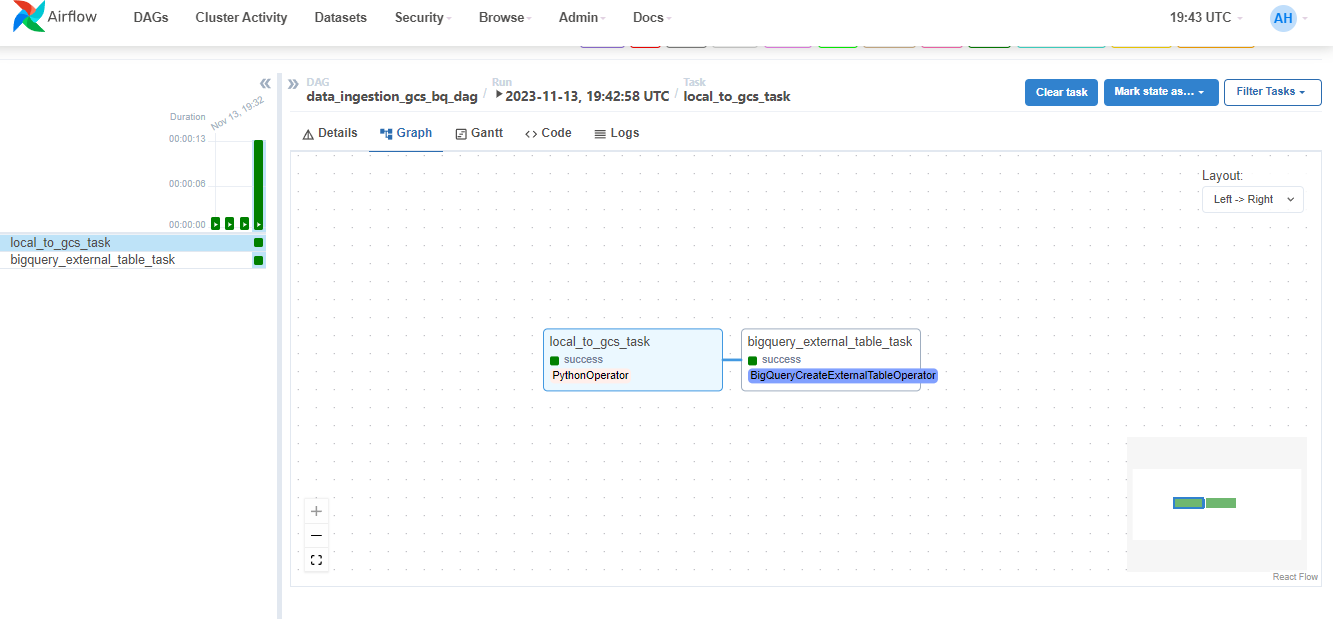 Airflow
DAGs
Cluster Activity
Datasets
Security
Browse
Admin
Docs
19:43 UTC
AH
DAG
data_ingestion_gcs_bq_dag
/
Run
2023-11-13, 19:42:58 UTC
/
Task
local_to_gcs_task
Clear task
Mark state as...
Filter Tasks
Details
Graph
Gantt
Code
Logs
Duration
Nov 13, 19:32
00:00:13
00:00:06
00:00:00
local_to_gcs_task
bigquery_external_table_task
Layout:
Left -> Right
local_to_gcs_task
success
PythonOperator
bigquery_external_table_task
success
BigQueryCreateExternalTableOperator
React Flow